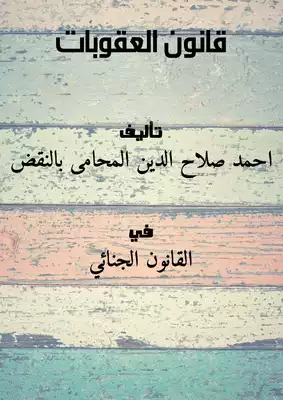 قانون العقوبات
تأليف
احمد صلاح الدين المحامى بالنقض
في
القانون الجنائي